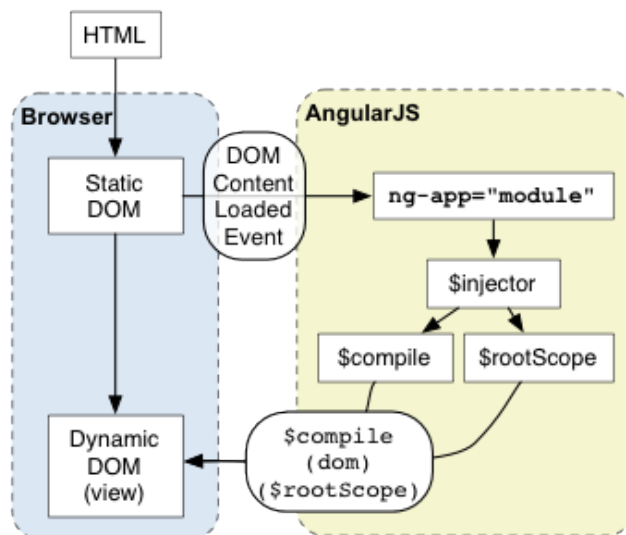 HTML
Browser
AngularJS
Static
DOM
DOM
Content
Loaded
Event
ng-app="module"
$injector
$compile
$rootScope
Dynamic
DOM
(view)
$compile
(dom)
($rootScope)